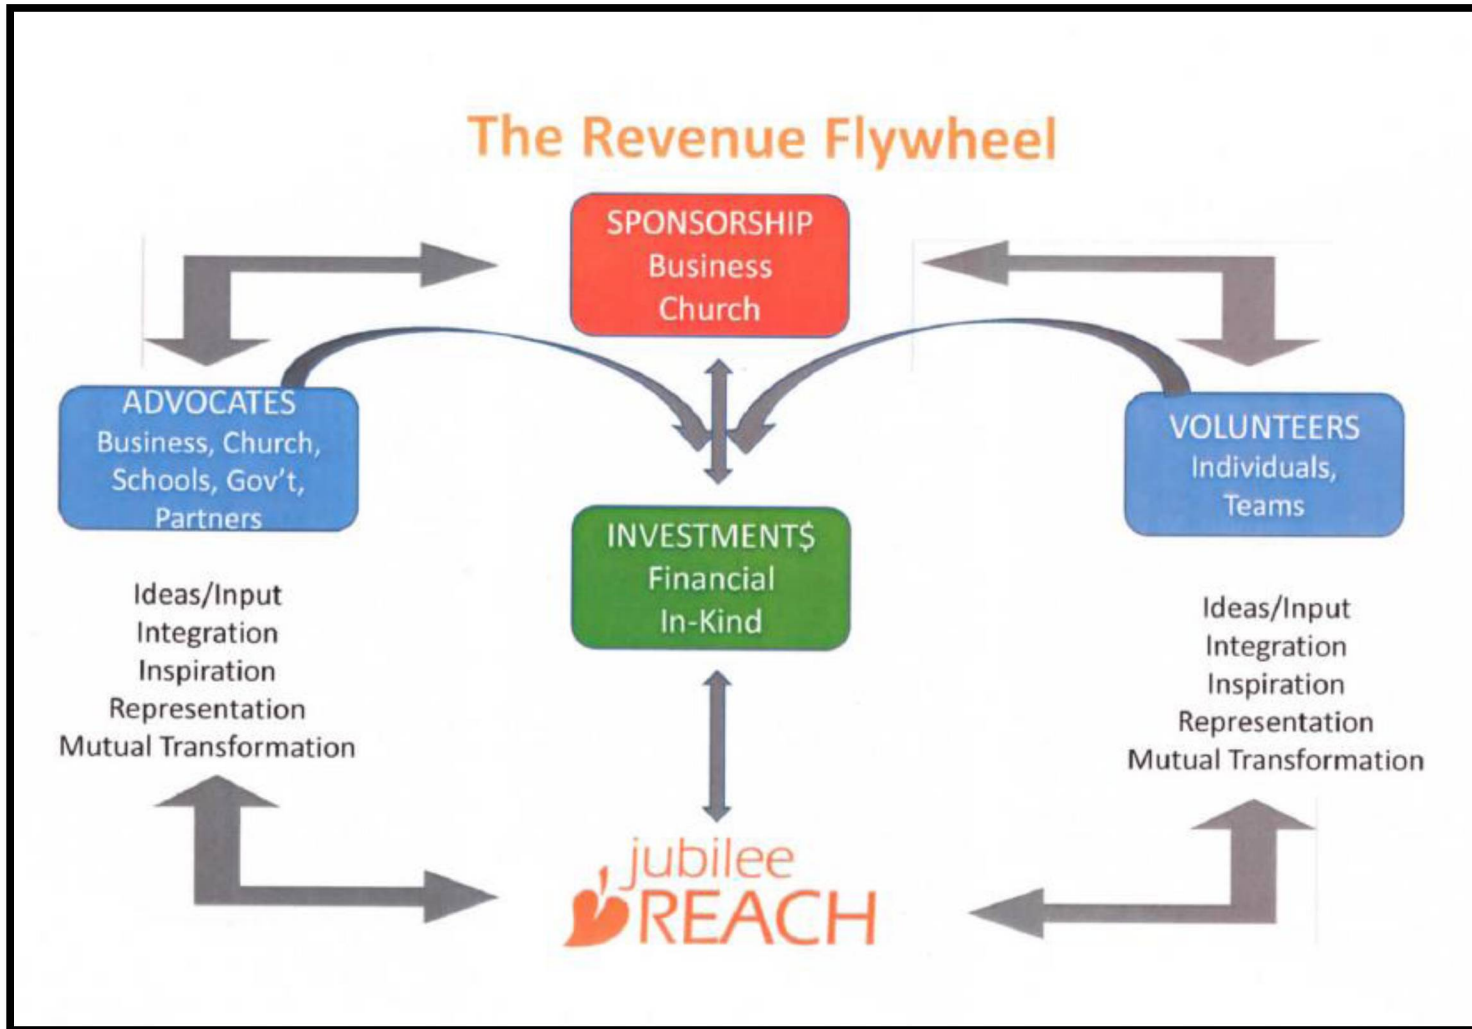 The Revenue Flywheel
SPONSORSHIP
Business
Church
ADVOCATES
Business, Church,
Schools, Gov't,
Partners
VOLUNTEERS
Individuals,
Teams
INVESTMENT$
Financial
In-Kind
Ideas/Input
Integration
Inspiration
Representation
Mutual Transformation
Ideas/Input
Integration
Inspiration
Representation
Mutual Transformation
jubilee
REACH